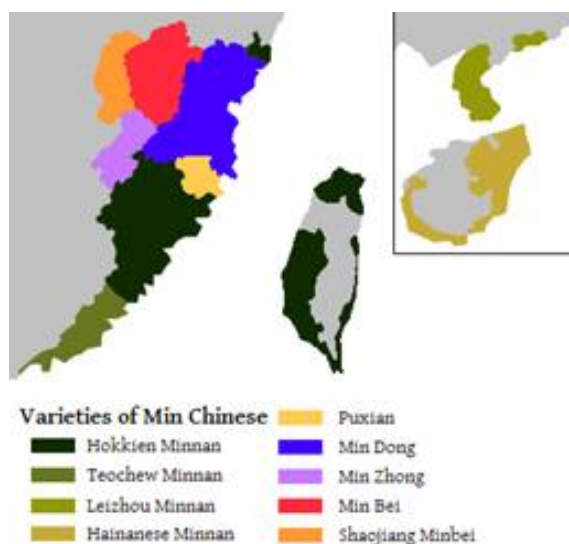 Varieties of Min Chinese
Hokkien Minnan
Teochew Minnan
Leizhou Minnan
Hainanese Minnan
Puxian
Min Dong
Min Zhong
Min Bei
Shaojiang Minbei